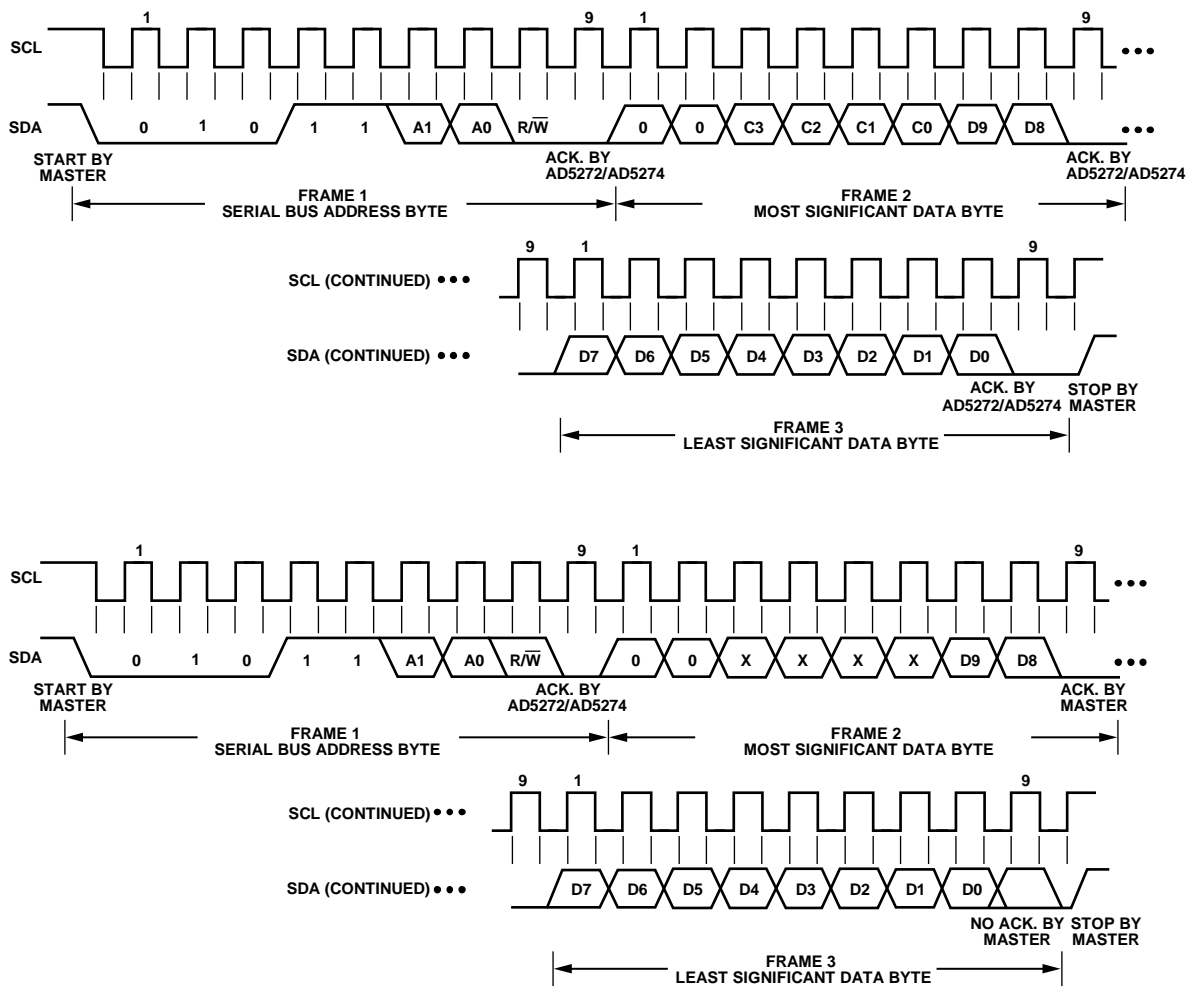 1 9 1 9
SCL
SDA 0 1 0 1 1 A1 A0 R/W 0 0 C3 C2 C1 C0 D9 D8
START BY
MASTER
ACK. BY
AD5272/AD5274
ACK. BY
AD5272/AD5274
FRAME 1
SERIAL BUS ADDRESS BYTE
FRAME 2
MOST SIGNIFICANT DATA BYTE
9 1 9
SCL (CONTINUED)
SDA (CONTINUED) D7 D6 D5 D4 D3 D2 D1 D0
ACK. BY
AD5272/AD5274
STOP BY
MASTER
FRAME 3
LEAST SIGNIFICANT DATA BYTE
1 9 1 9
SCL
SDA 0 1 0 1 1 A1 A0 R/W 0 0 X X X X D9 D8
START BY
MASTER
ACK. BY
AD5272/AD5274
ACK. BY
MASTER
FRAME 1
SERIAL BUS ADDRESS BYTE
FRAME 2
MOST SIGNIFICANT DATA BYTE
9 1 9
SCL (CONTINUED)
SDA (CONTINUED) D7 D6 D5 D4 D3 D2 D1 D0
NO ACK. BY
MASTER
STOP BY
MASTER
FRAME 3
LEAST SIGNIFICANT DATA BYTE